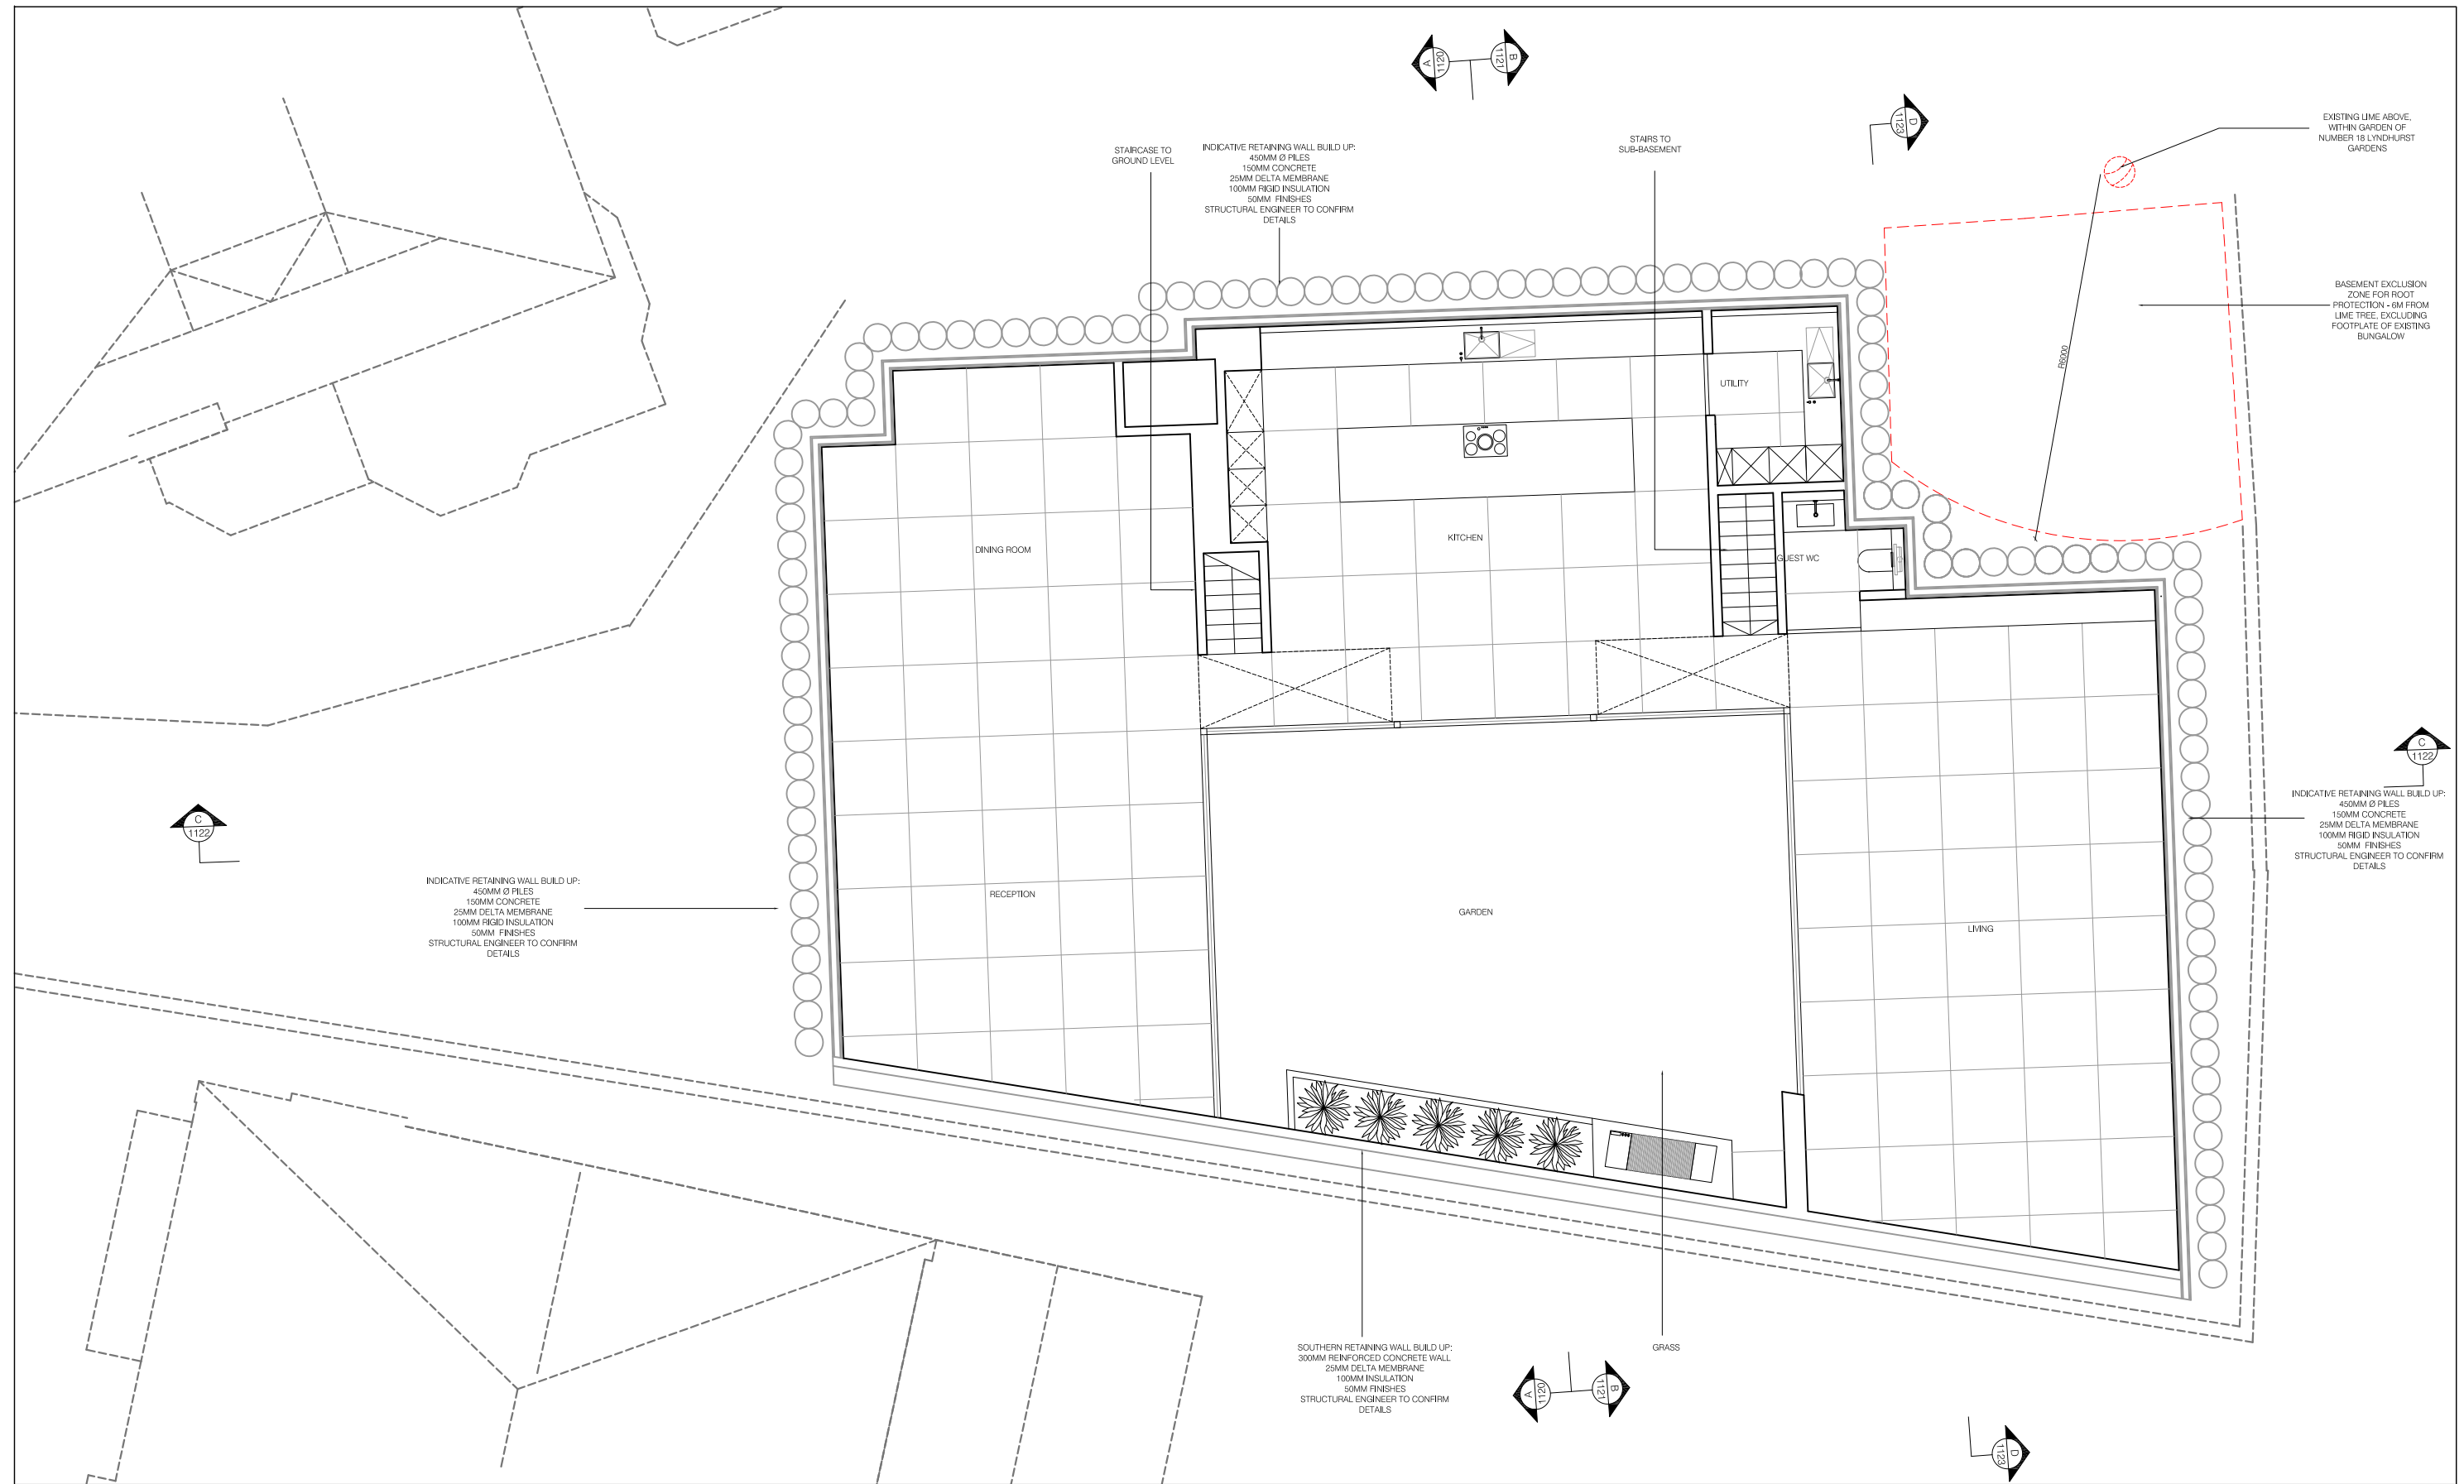 A
1120
B
1121
D
1123
EXISTING LIME ABOVE,
WITHIN GARDEN OF
NUMBER 18 LYNDHURST
GARDENS
STAIRCASE TO
GROUND LEVEL
INDICATIVE RETAINING WALL BUILD UP:
450MM Ø PILES
150MM CONCRETE
25MM DELTA MEMBRANE
100MM RIGID INSULATION
50MM FINISHES
STRUCTURAL ENGINEER TO CONFIRM
DETAILS
STAIRS TO
SUB-BASEMENT
BASEMENT EXCLUSION
ZONE FOR ROOT
PROTECTION - 6M FROM
LIME TREE, EXCLUDING
FOOTPLATE OF EXISTING
BUNGALOW
R6000
UTILITY
KITCHEN
DINING ROOM
GUEST WC
C
1122
INDICATIVE RETAINING WALL BUILD UP:
450MM Ø PILES
150MM CONCRETE
25MM DELTA MEMBRANE
100MM RIGID INSULATION
50MM FINISHES
STRUCTURAL ENGINEER TO CONFIRM
DETAILS
C
1122
INDICATIVE RETAINING WALL BUILD UP:
450MM Ø PILES
150MM CONCRETE
25MM DELTA MEMBRANE
100MM RIGID INSULATION
50MM FINISHES
STRUCTURAL ENGINEER TO CONFIRM
DETAILS
RECEPTION
GARDEN
LIVING
SOUTHERN RETAINING WALL BUILD UP:
300MM REINFORCED CONCRETE WALL
25MM DELTA MEMBRANE
100MM INSULATION
50MM FINISHES
STRUCTURAL ENGINEER TO CONFIRM
DETAILS
GRASS
A
1120
B
1121
D
1123